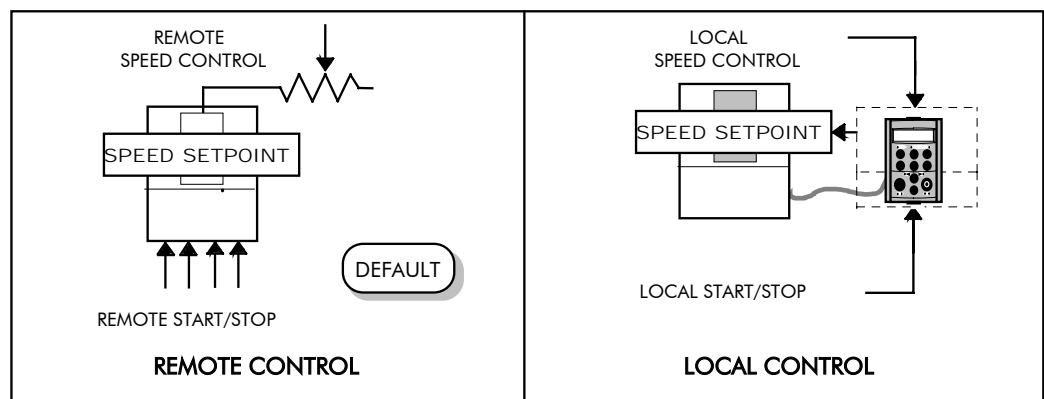 REMOTE
SPEED CONTROL
SPEED SETPOINT
DEFAULT
REMOTE START/STOP
REMOTE CONTROL
LOCAL
SPEED CONTROL
SPEED SETPOINT
LOCAL START/STOP
LOCAL CONTROL